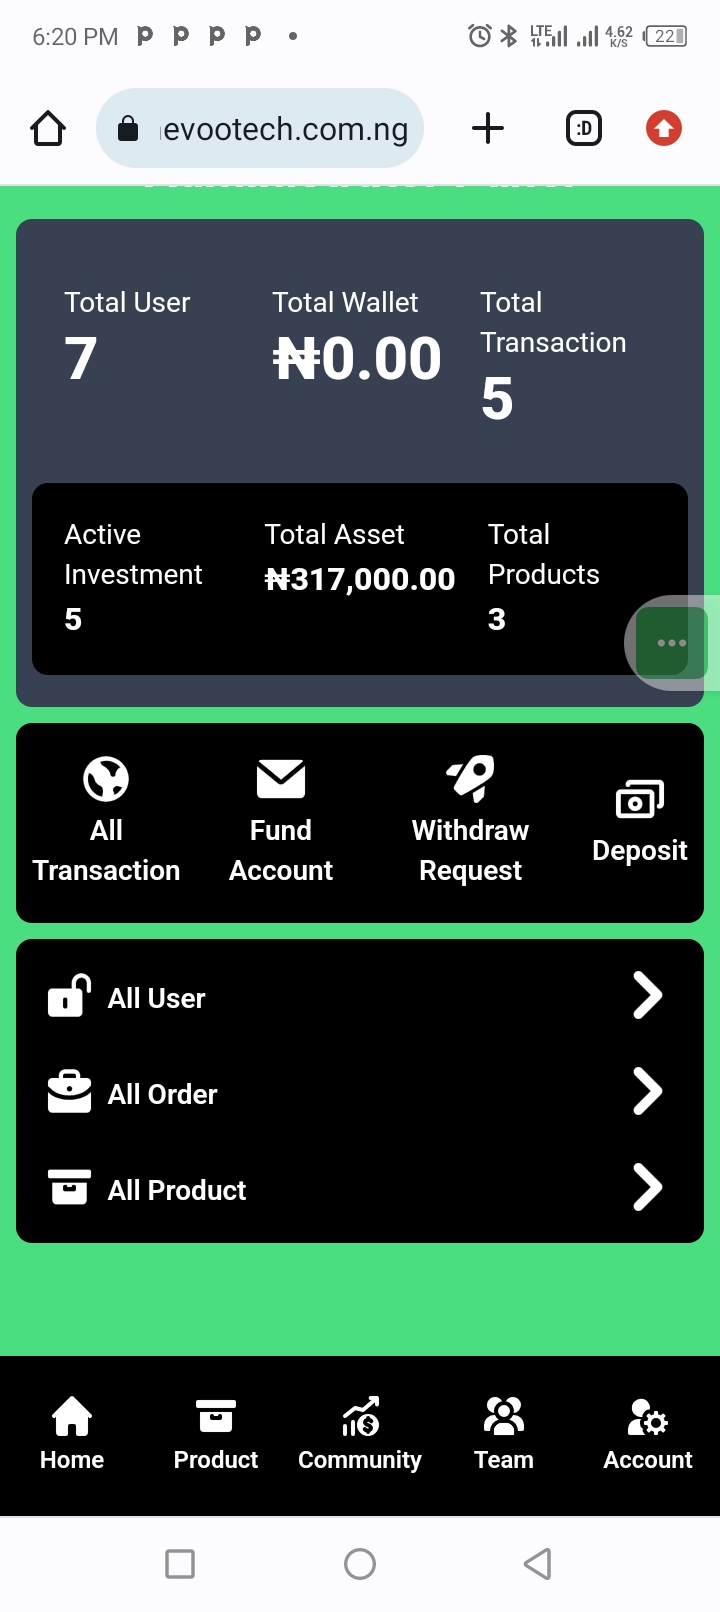 6:20 PM
LTE
4.62
K/S
22
evootech.com.ng
:D
Total User
7
Total Wallet
₦0.00
Total
Transaction
5
Active
Investment
5
Total Asset
₦317,000.00
Total
Products
3
All
Transaction
Fund
Account
Withdraw
Request
Deposit
All User
All Order
All Product
Home
Product
Community
Team
Account